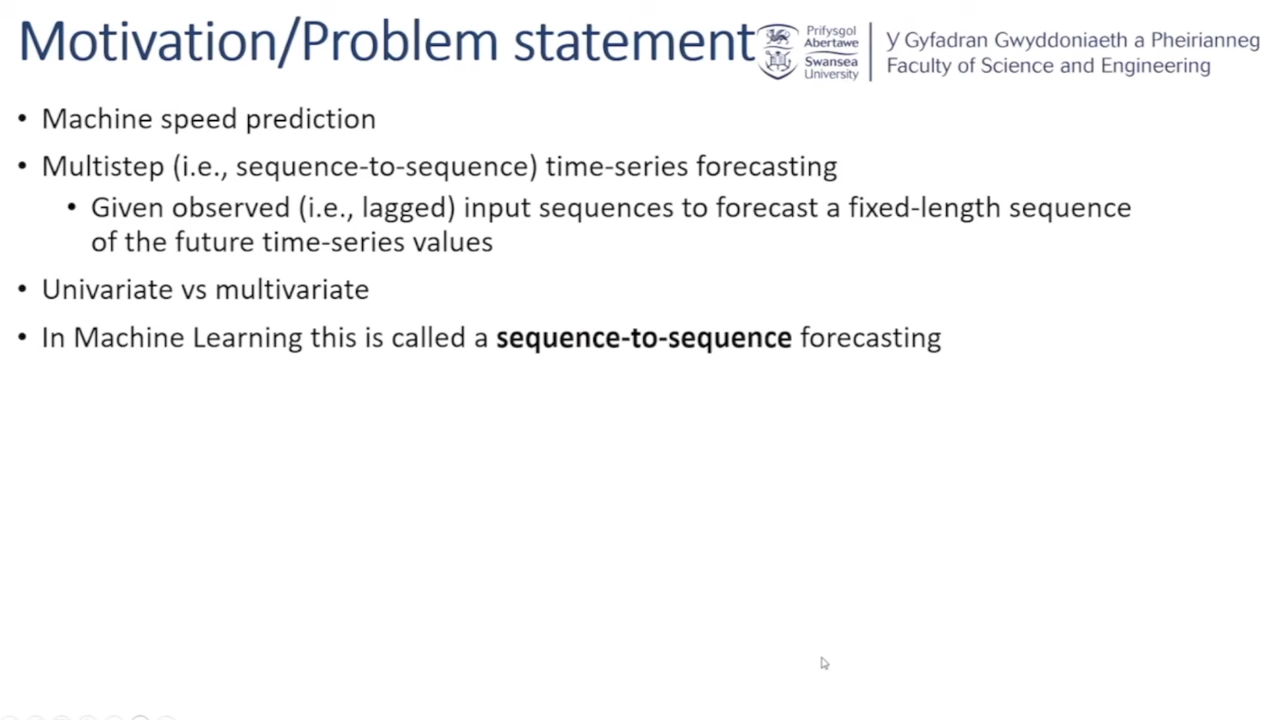 Motivation/Problem statement
Prifysgol
Abertawe
Swansea
University
Y Gyfadran Gwyddoniaeth a Pheirianneg
Faculty of Science and Engineering
• Machine speed prediction
• Multistep (i.e., sequence-to-sequence) time-series forecasting
• Given observed (i.e., lagged) input sequences to forecast a fixed-length sequence
of the future time-series values
• Univariate vs multivariate
• In Machine Learning this is called a sequence-to-sequence forecasting